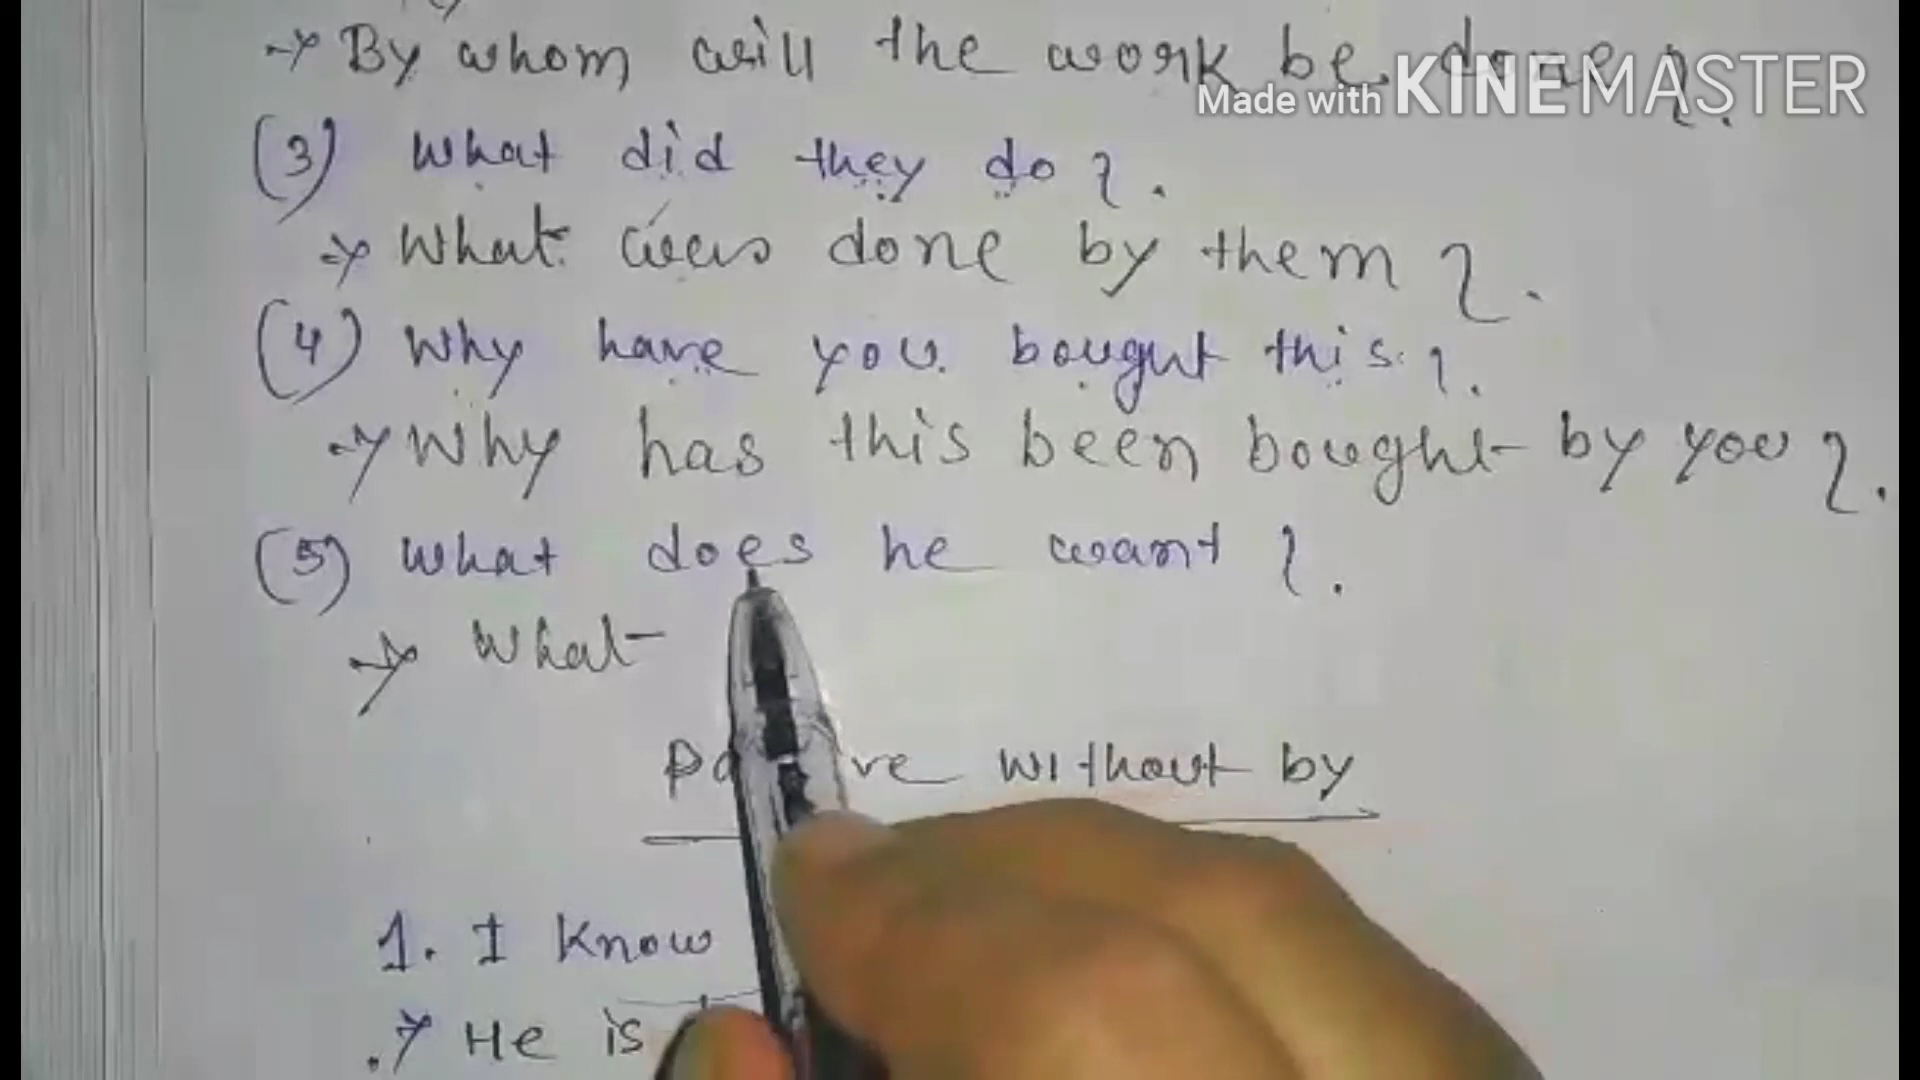 → By whom will the work be done ?
Made with KINEMASTER
(3) What did they do ?
→ What was done by them ?
(4) Why have you bought this ?
→ Why has this been bought by you ?
(5) What does he want ?
→ What
without by
1. I know
→ He is